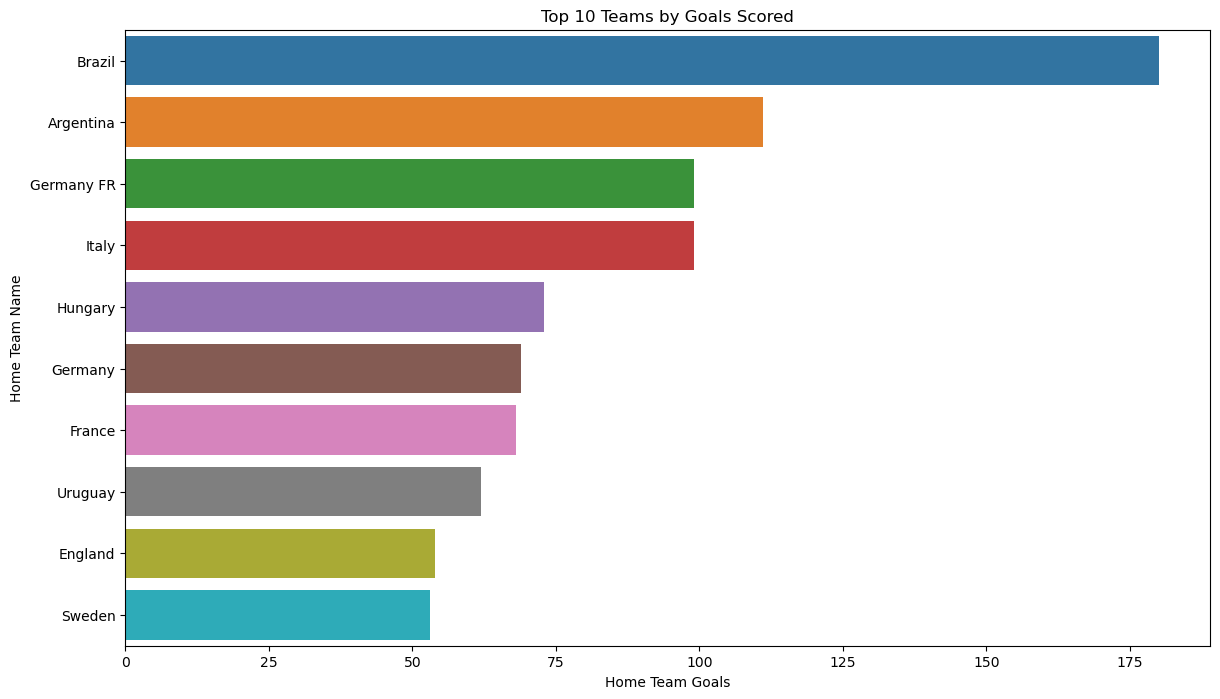 Top 10 Teams by Goals Scored
Home Team Name
Brazil
Argentina
Germany FR
Italy
Hungary
Germany
France
Uruguay
England
Sweden
0 25 50 75 100 125 150 175
Home Team Goals